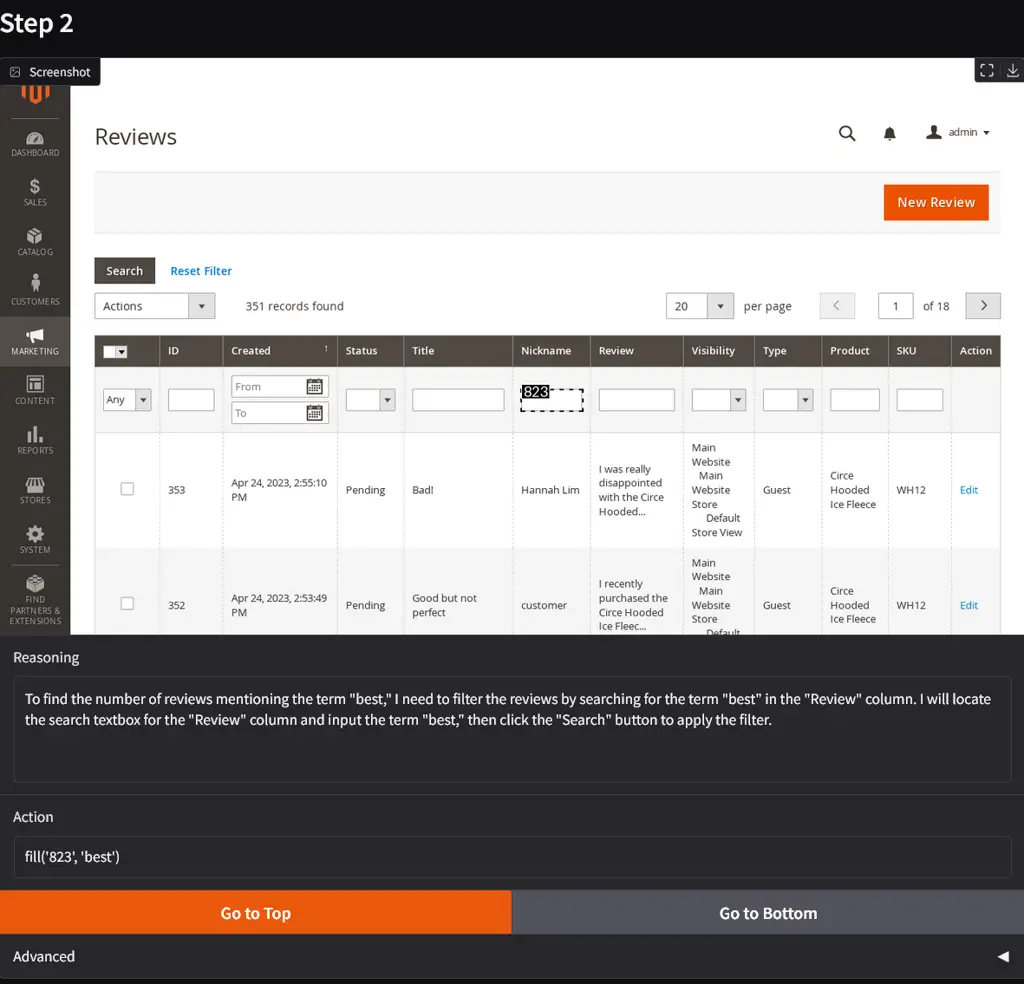 Step 2
Screenshot
DASHBOARD
SALES
CATALOG
CUSTOMERS
MARKETING
CONTENT
REPORTS
STORES
SYSTEM
FIND
PARTNERS &
EXTENSIONS
Reviews
admin
New Review
Search
Reset Filter
Actions
351 records found
20
per page
1
of 18
ID
Created
↑
Status
Title
Nickname
Review
Visibility
Type
Product
SKU
Action
Any
From
To
823
353
Apr 24, 2023, 2:55:10
PM
Pending
Bad!
Hannah Lim
I was really
disappointed
with the Circe
Hooded...
Main
Website
Main
Website
Store
Default
Store View
Guest
Circe
Hooded
Ice Fleece
WH12
Edit
352
Apr 24, 2023, 2:53:49
PM
Pending
Good but not
perfect
customer
I recently
purchased the
Circe Hooded
Ice Fleec...
Main
Website
Main
Website
Store
Default
Guest
Circe
Hooded
Ice Fleece
WH12
Edit
Reasoning
To find the number of reviews mentioning the term "best," I need to filter the reviews by searching for the term "best" in the "Review" column. I will locate
the search textbox for the "Review" column and input the term "best," then click the "Search" button to apply the filter.
Action
fill('823', 'best')
Go to Top
Go to Bottom
Advanced